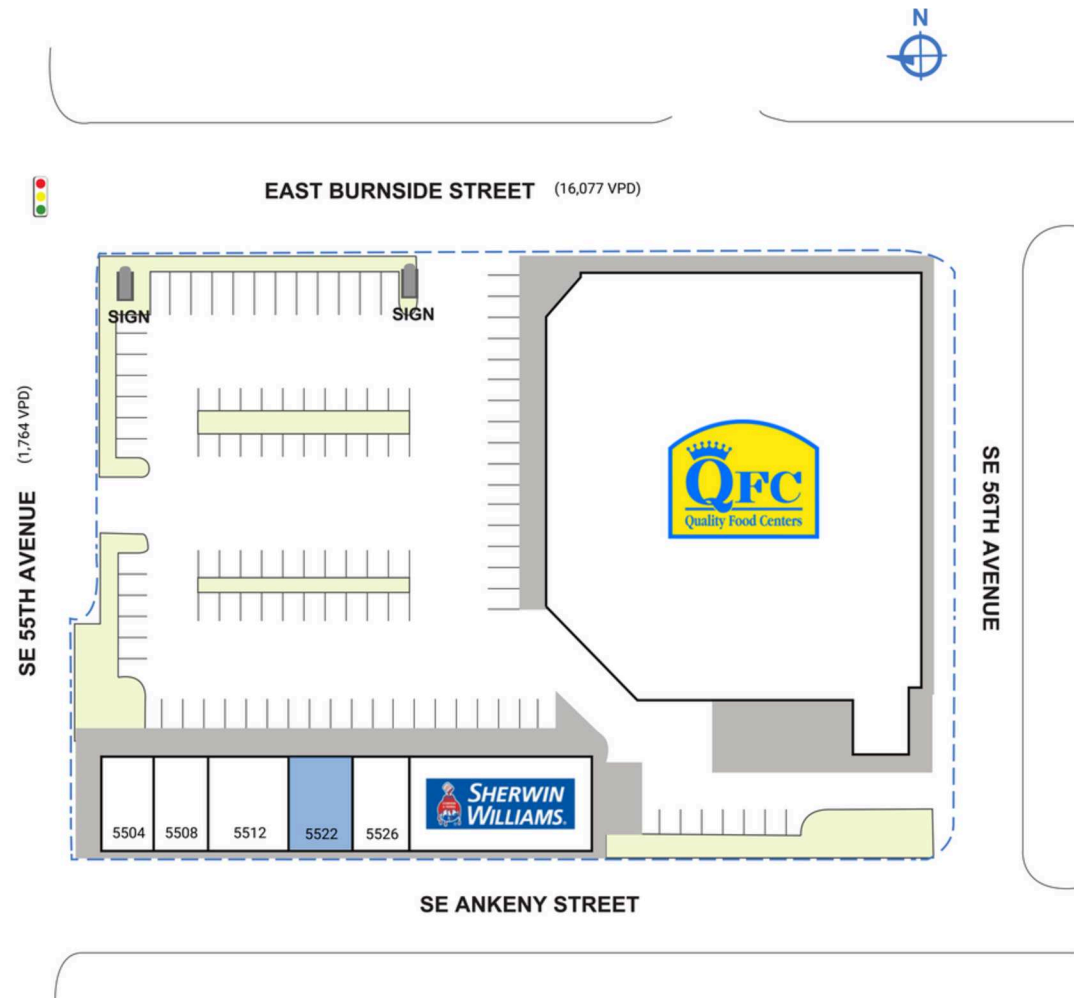 N
EAST BURNSIDE STREET (16,077 VPD)
SIGN
SIGN
SE 55TH AVENUE (1,764 VPD)
QFC
Quality Food Centers
SE 56TH AVENUE
SHERWIN
WILLIAMS.
5504 5508 5512 5522 5526
SE ANKENY STREET